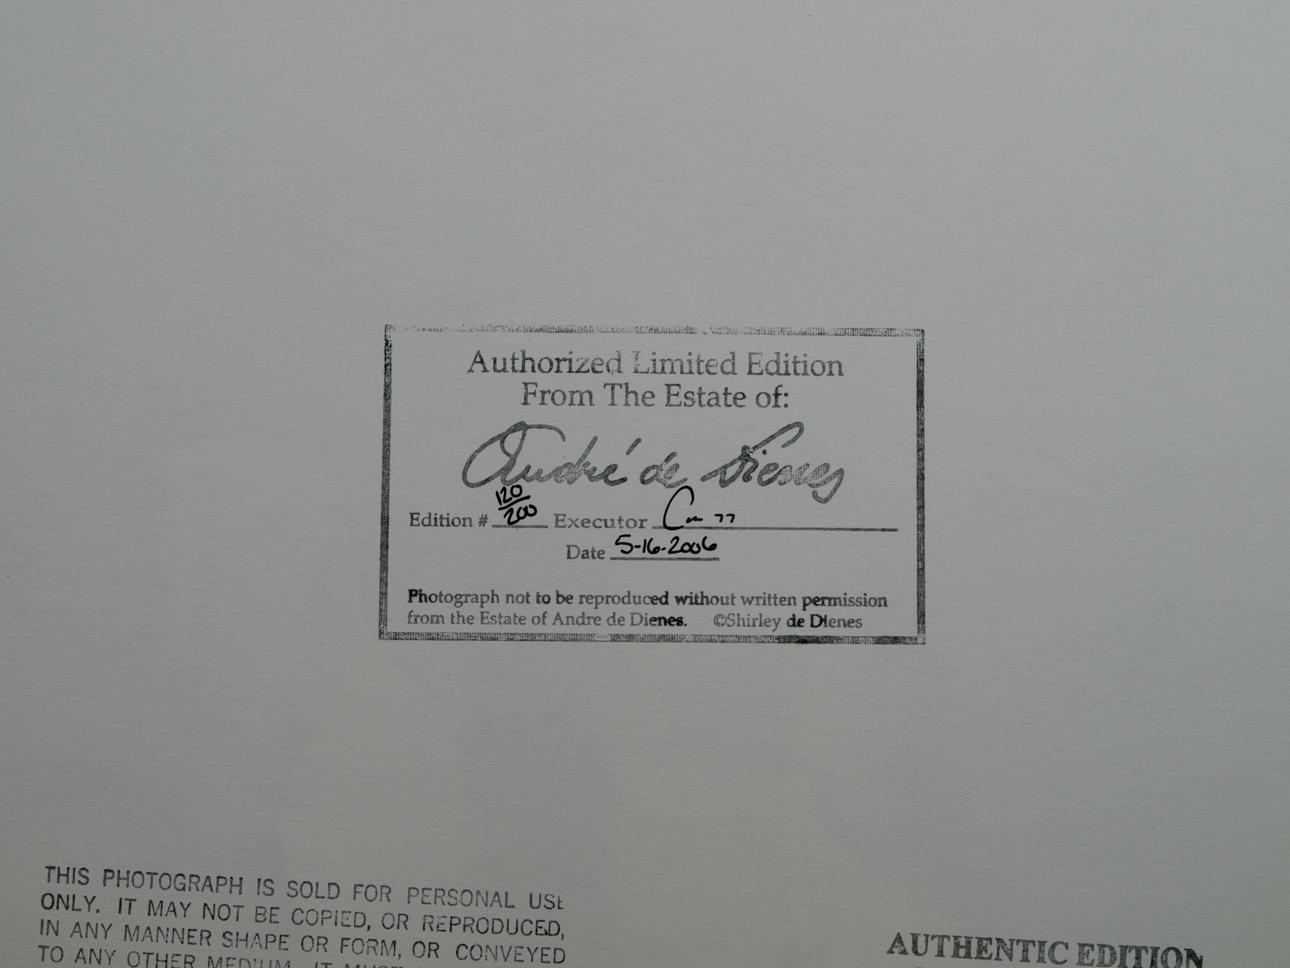 Authorized Limited Edition
From The Estate of:
André de Dienes
Edition # 120/200 Executor
Date 5-16-2006
Photograph not to be reproduced without written permission
from the Estate of Andre de Dienes. ©Shirley de Dienes
THIS PHOTOGRAPH IS SOLD FOR PERSONAL USE
ONLY. IT MAY NOT BE COPIED, OR REPRODUCED,
IN ANY MANNER SHAPE OR FORM, OR CONVEYED
TO ANY OTHER MEDIUM. IT
AUTHENTIC EDITION